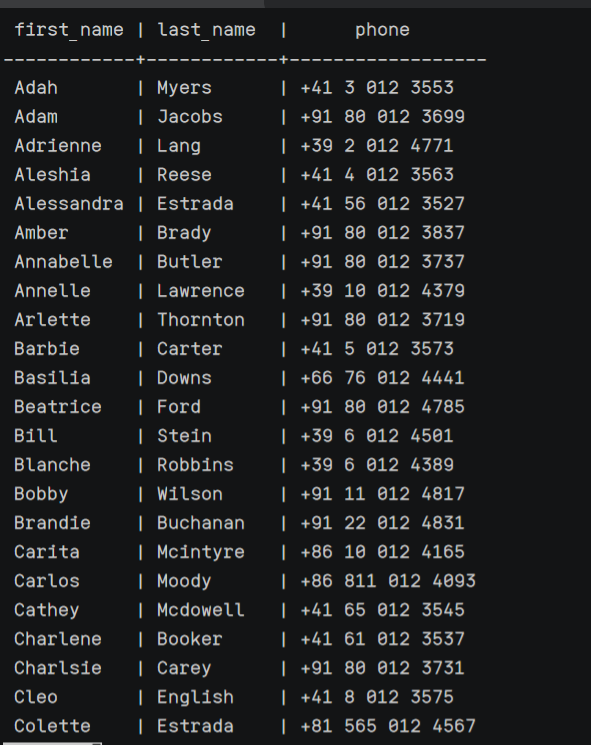 first_name | last_name  |      phone
------------+------------+------------------
Adah       | Myers      | +41 3 012 3553
Adam       | Jacobs     | +91 80 012 3699
Adrienne   | Lang       | +39 2 012 4771
Aleshia    | Reese      | +41 4 012 3563
Alessandra | Estrada    | +41 56 012 3527
Amber      | Brady      | +91 80 012 3837
Annabelle  | Butler     | +91 80 012 3737
Annelle    | Lawrence   | +39 10 012 4379
Arlette    | Thornton   | +91 80 012 3719
Barbie     | Carter     | +41 5 012 3573
Basilia    | Downs      | +66 76 012 4441
Beatrice   | Ford       | +91 80 012 4785
Bill       | Stein      | +39 6 012 4501
Blanche    | Robbins    | +39 6 012 4389
Bobby      | Wilson     | +91 11 012 4817
Brandie    | Buchanan   | +91 22 012 4831
Carita     | Mcintyre   | +86 10 012 4165
Carlos     | Moody      | +86 811 012 4093
Cathey     | Mcdowell   | +41 65 012 3545
Charlene   | Booker     | +41 61 012 3537
Charlsie   | Carey      | +91 80 012 3731
Cleo       | English    | +41 8 012 3575
Colette    | Estrada    | +81 565 012 4567